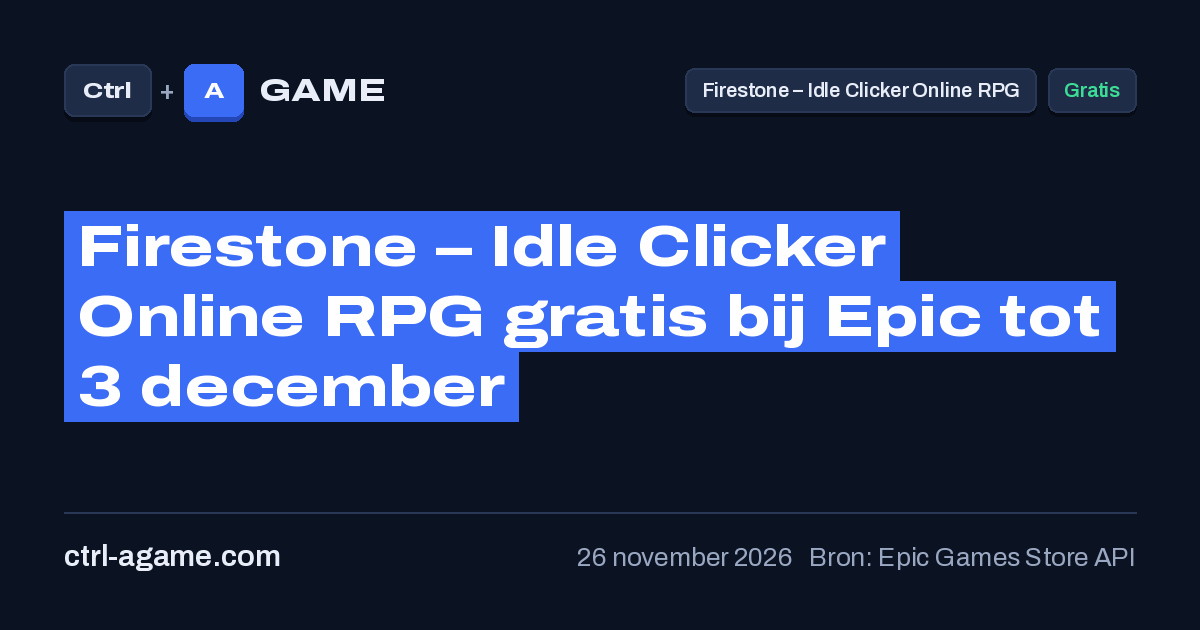 Ctrl + A GAME
Firestone – Idle Clicker Online RPG
Gratis
Firestone – Idle Clicker
Online RPG gratis bij Epic tot
3 december
ctrl-agame.com
26 november 2026 Bron: Epic Games Store API